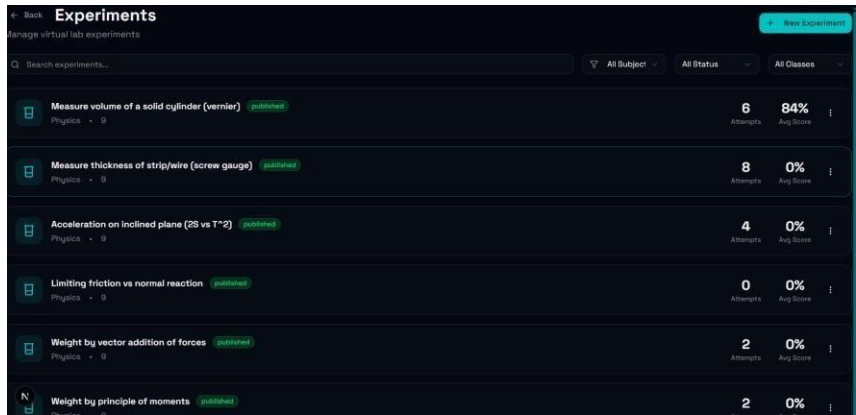 ← Back Experiments
Manage virtual lab experiments
+ New Experiment
Search experiments...
All Subject
All Status
All Classes
Measure volume of a solid cylinder (vernier) published
Physics • 9
6 Attempts
84% Avg Score
Measure thickness of strip/wire (screw gauge) published
Physics • 9
8 Attempts
0% Avg Score
Acceleration on inclined plane (2S vs T^2) published
Physics • 9
4 Attempts
0% Avg Score
Limiting friction vs normal reaction published
Physics • 9
0 Attempts
0% Avg Score
Weight by vector addition of forces published
Physics • 9
2 Attempts
0% Avg Score
N
Weight by principle of moments published
2
0%